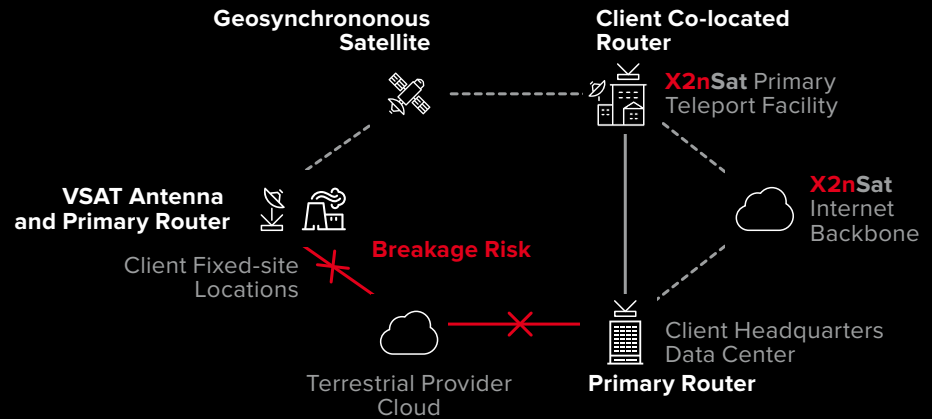 Geosynchrononous
Satellite
Client Co-located
Router
X2nSat Primary
Teleport Facility
VSAT Antenna
and Primary Router
X2nSat
Internet
Backbone
Client Fixed-site
Locations
Breakage Risk
Terrestrial Provider
Cloud
Client Headquarters
Data Center
Primary Router